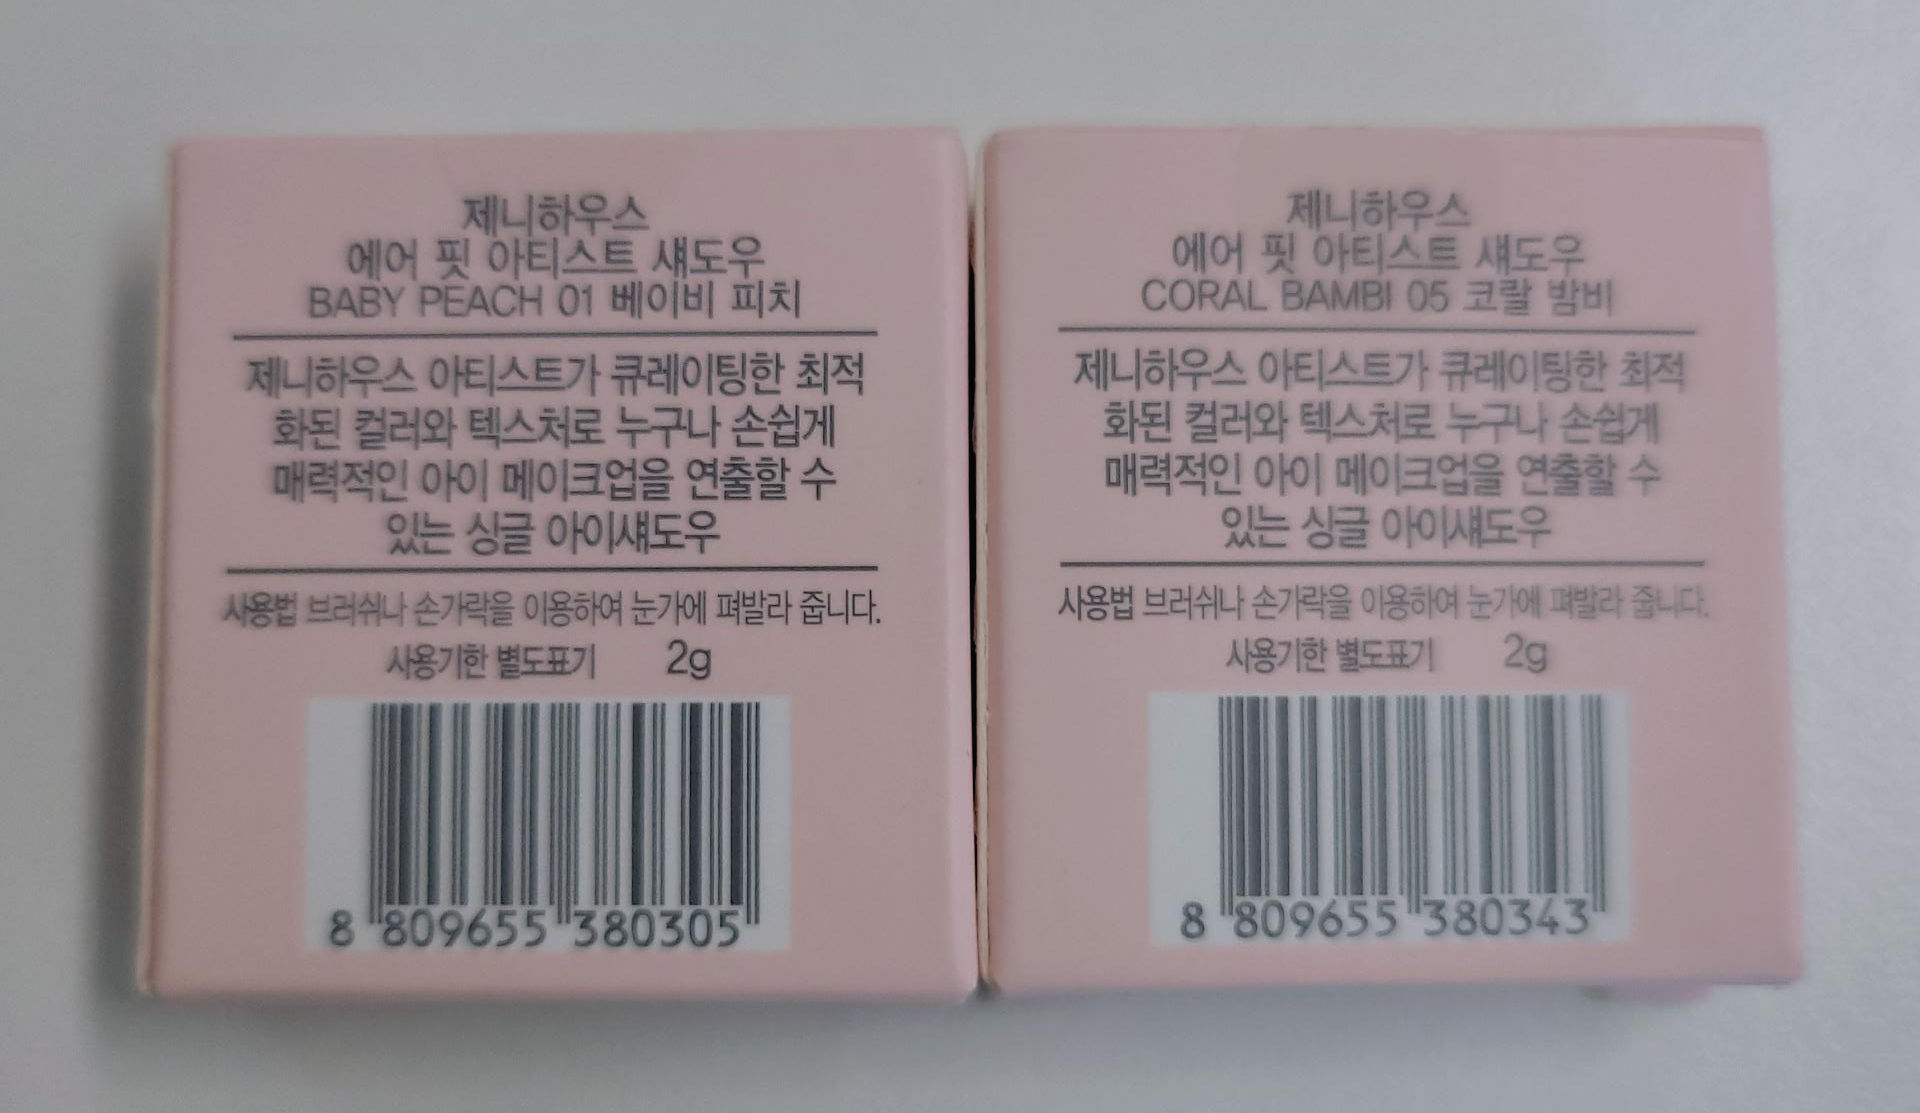 제니하우스
에어 핏 아티스트 섀도우
BABY PEACH 01 베이비 피치
제니하우스 아티스트가 큐레이팅한 최적
화된 컬러와 텍스처로 누구나 손쉽게
매력적인 아이 메이크업을 연출할 수
있는 싱글 아이섀도우
사용법 브러쉬나 손가락을 이용하여 눈가에 펴발라 줍니다.
사용기한 별도표기 2g
8 809655 380305
제니하우스
에어 핏 아티스트 섀도우
CORAL BAMBI 05 코랄 밤비
제니하우스 아티스트가 큐레이팅한 최적
화된 컬러와 텍스처로 누구나 손쉽게
매력적인 아이 메이크업을 연출할 수
있는 싱글 아이섀도우
사용법 브러쉬나 손가락을 이용하여 눈가에 펴발라 줍니다.
사용기한 별도표기 2g
8 809655 380343